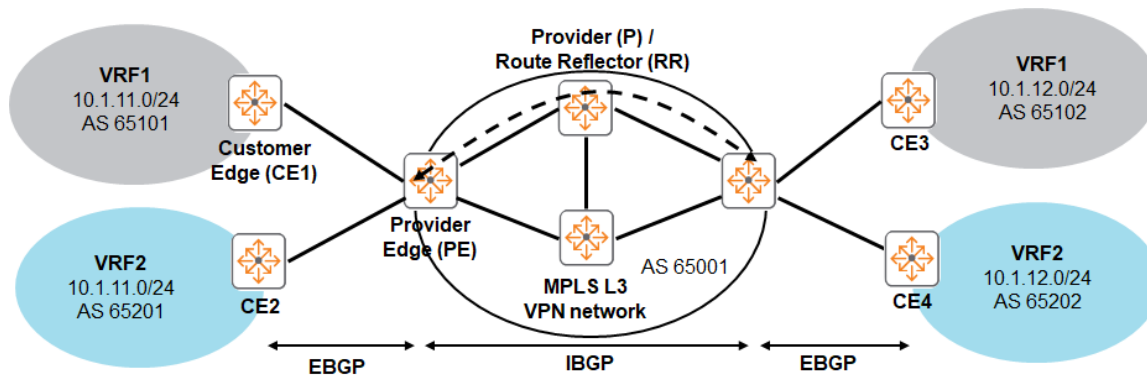 Provider (P) /
Route Reflector (RR)
VRF1
10.1.11.0/24
AS 65101
Customer
Edge (CE1)
VRF1
10.1.12.0/24
AS 65102
CE3
Provider
Edge (PE)
VRF2
10.1.11.0/24
AS 65201
CE2
MPLS L3
VPN network
AS 65001
CE4
VRF2
10.1.12.0/24
AS 65202
EBGP
IBGP
EBGP